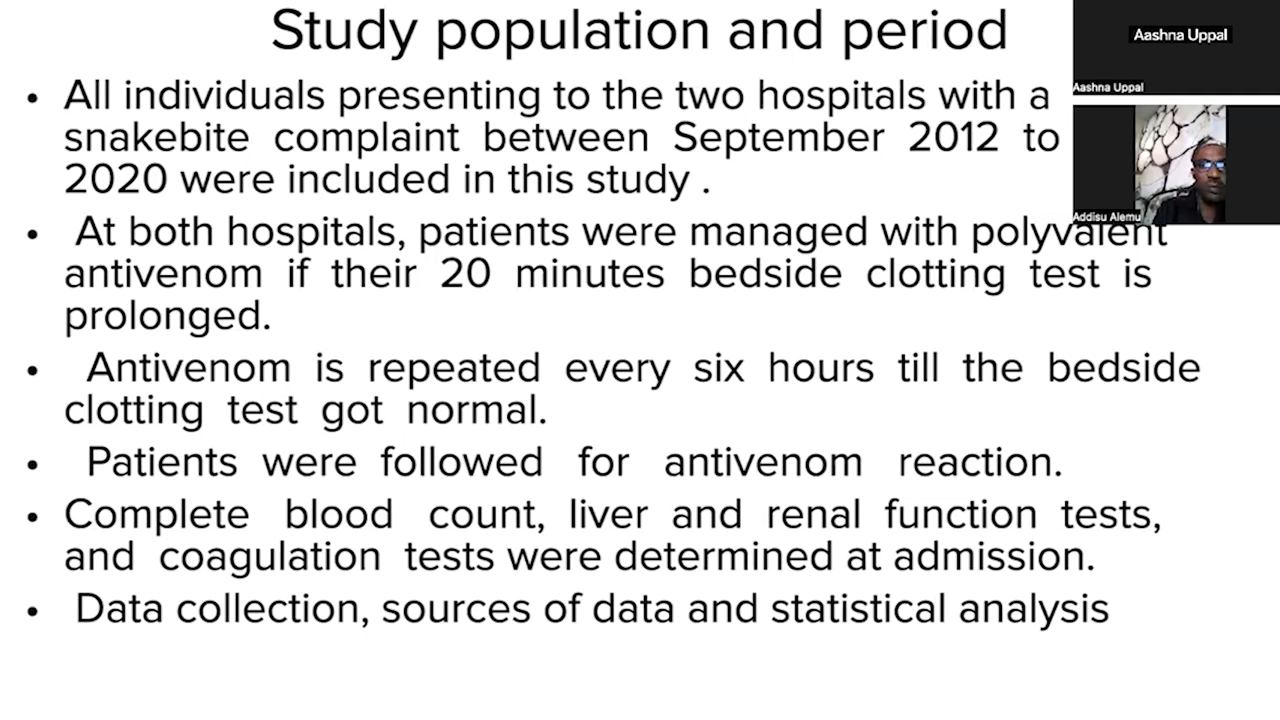 Study population and period
• All individuals presenting to the two hospitals with a
snakebite complaint between September 2012 to
2020 were included in this study .
• At both hospitals, patients were managed with polyvalent
antivenom if their 20 minutes bedside clotting test is
prolonged.
• Antivenom is repeated every six hours till the bedside
clotting test got normal.
• Patients were followed for antivenom reaction.
• Complete blood count, liver and renal function tests,
and coagulation tests were determined at admission.
• Data collection, sources of data and statistical analysis
Aashna Uppal
Aashna Uppal
Addisu Alemu